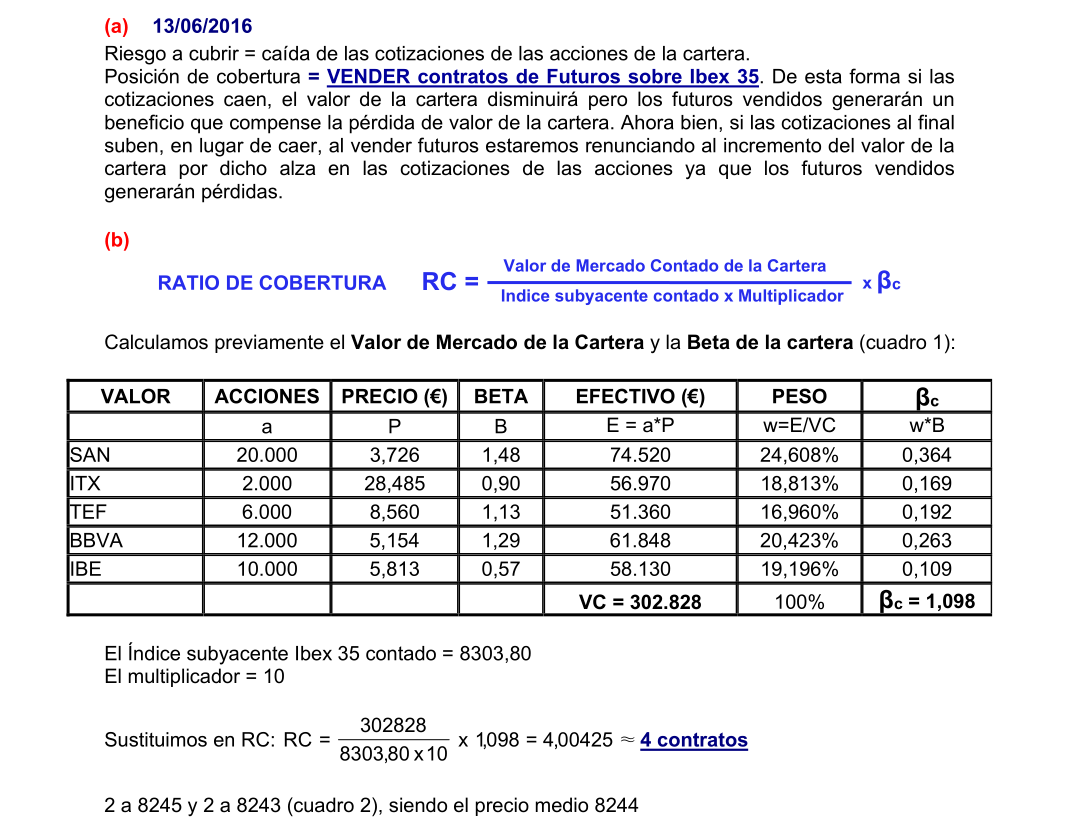 (a) 13/06/2016
Riesgo a cubrir = caída de las cotizaciones de las acciones de la cartera.
Posición de cobertura = VENDER contratos de Futuros sobre Ibex 35. De esta forma si las
cotizaciones caen, el valor de la cartera disminuirá pero los futuros vendidos generarán un
beneficio que compense la pérdida de valor de la cartera. Ahora bien, si las cotizaciones al final
suben, en lugar de caer, al vender futuros estaremos renunciando al incremento del valor de la
cartera por dicho alza en las cotizaciones de las acciones ya que los futuros vendidos
generarán pérdidas.
(b)
RATIO DE COBERTURA RC = Valor de Mercado Contado de la Cartera
Indice subyacente contado x Multiplicador x βc
Calculamos previamente el Valor de Mercado de la Cartera y la Beta de la cartera (cuadro 1):
VALOR ACCIONES PRECIO (€) BETA EFECTIVO (€) PESO βc
a P B E = a*P w=E/VC w*B
SAN 20.000 3,726 1,48 74.520 24,608% 0,364
ITX 2.000 28,485 0,90 56.970 18,813% 0,169
TEF 6.000 8,560 1,13 51.360 16,960% 0,192
BBVA 12.000 5,154 1,29 61.848 20,423% 0,263
IBE 10.000 5,813 0,57 58.130 19,196% 0,109
VC = 302.828 100% βc = 1,098
El Índice subyacente Ibex 35 contado = 8303,80
El multiplicador = 10
Sustituimos en RC: RC = 302828
8303,80 x 10 x 1,098 = 4,00425 ≈ 4 contratos
2 a 8245 y 2 a 8243 (cuadro 2), siendo el precio medio 8244